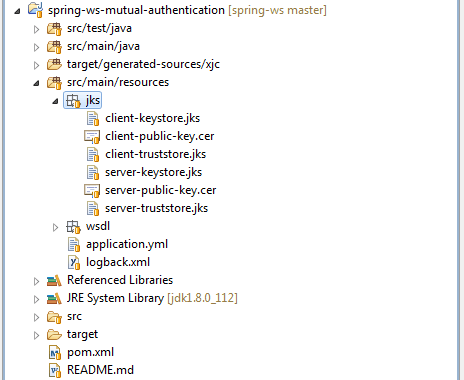 spring-ws-mutual-authentication [spring-ws master]
src/test/java
src/main/java
target/generated-sources/xjc
src/main/resources
jks
client-keystore.jks
client-public-key.cer
client-truststore.jks
server-keystore.jks
server-public-key.cer
server-truststore.jks
wsdl
application.yml
logback.xml
Referenced Libraries
JRE System Library [jdk1.8.0_112]
src
target
pom.xml
README.md